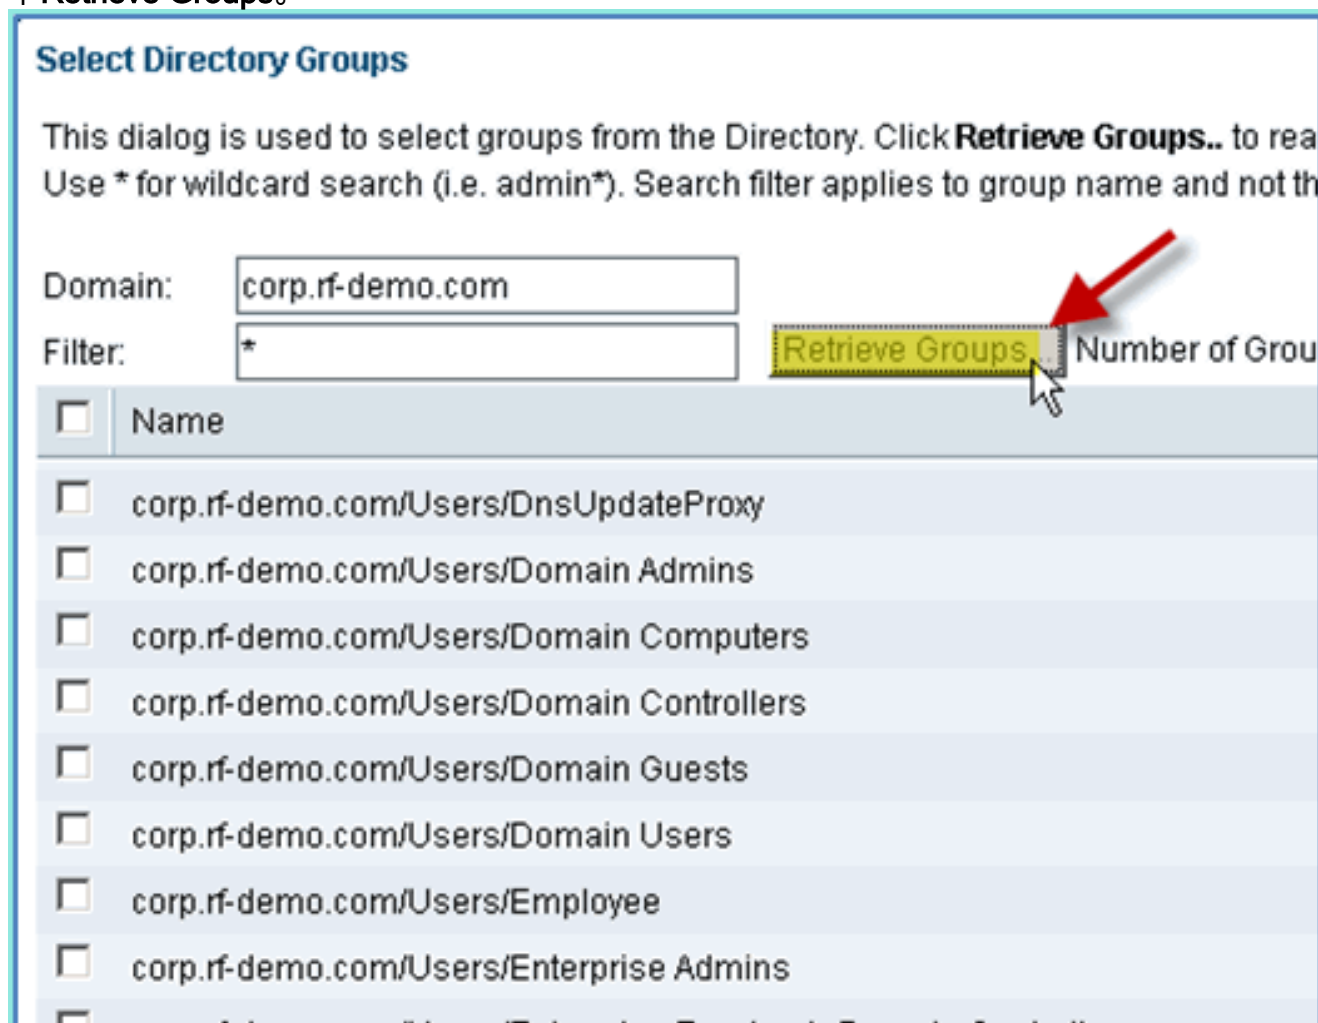 Retrieve Groups。
Select Directory Groups
This dialog is used to select groups from the Directory. Click Retrieve Groups.. to rea
Use * for wildcard search (i.e. admin*). Search filter applies to group name and not th
Domain: corp.rf-demo.com
Filter: * Retrieve Groups... Number of Grou
Name
corp.rf-demo.com/Users/DnsUpdateProxy
corp.rf-demo.com/Users/Domain Admins
corp.rf-demo.com/Users/Domain Computers
corp.rf-demo.com/Users/Domain Controllers
corp.rf-demo.com/Users/Domain Guests
corp.rf-demo.com/Users/Domain Users
corp.rf-demo.com/Users/Employee
corp.rf-demo.com/Users/Enterprise Admins